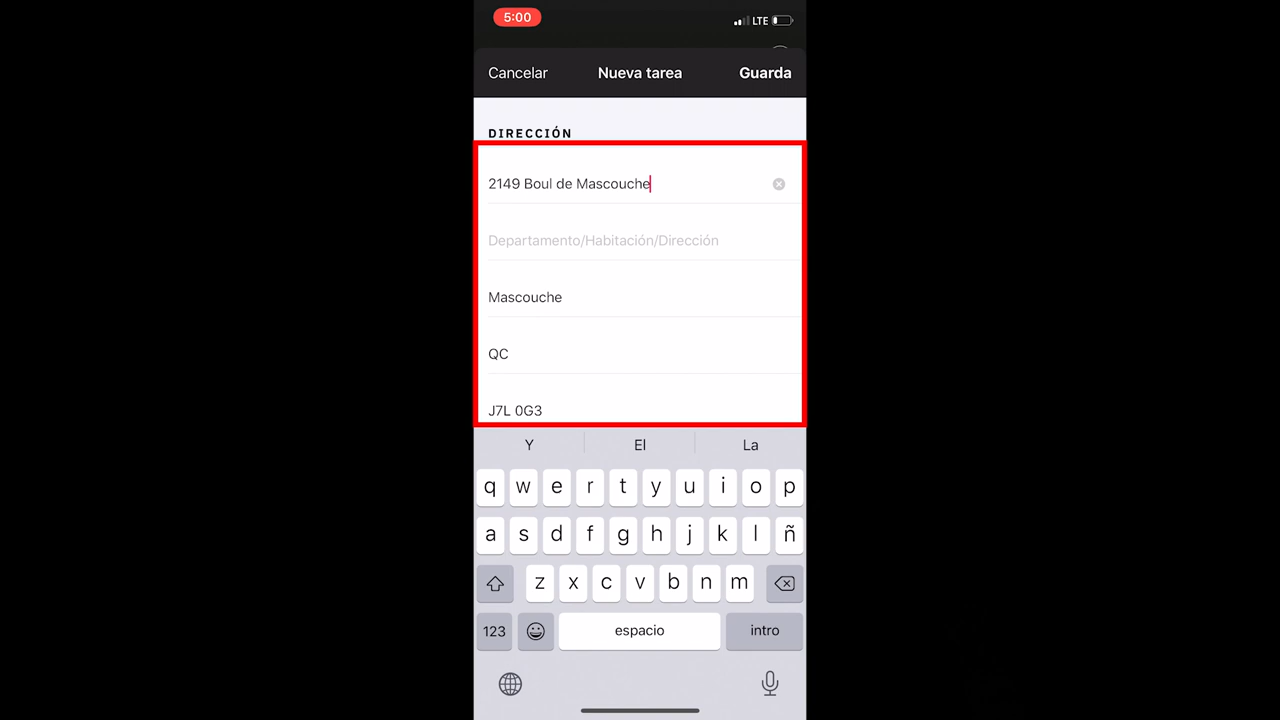 5:00 LTE
Cancelar Nueva tarea Guarda
DIRECCIÓN
2149 Boul de Mascouche
Departamento/Habitación/Dirección
Mascouche
QC
J7L 0G3
Y El La
q w e r t y u i o p
a s d f g h j k l ñ
z x c v b n m
123 espacio intro